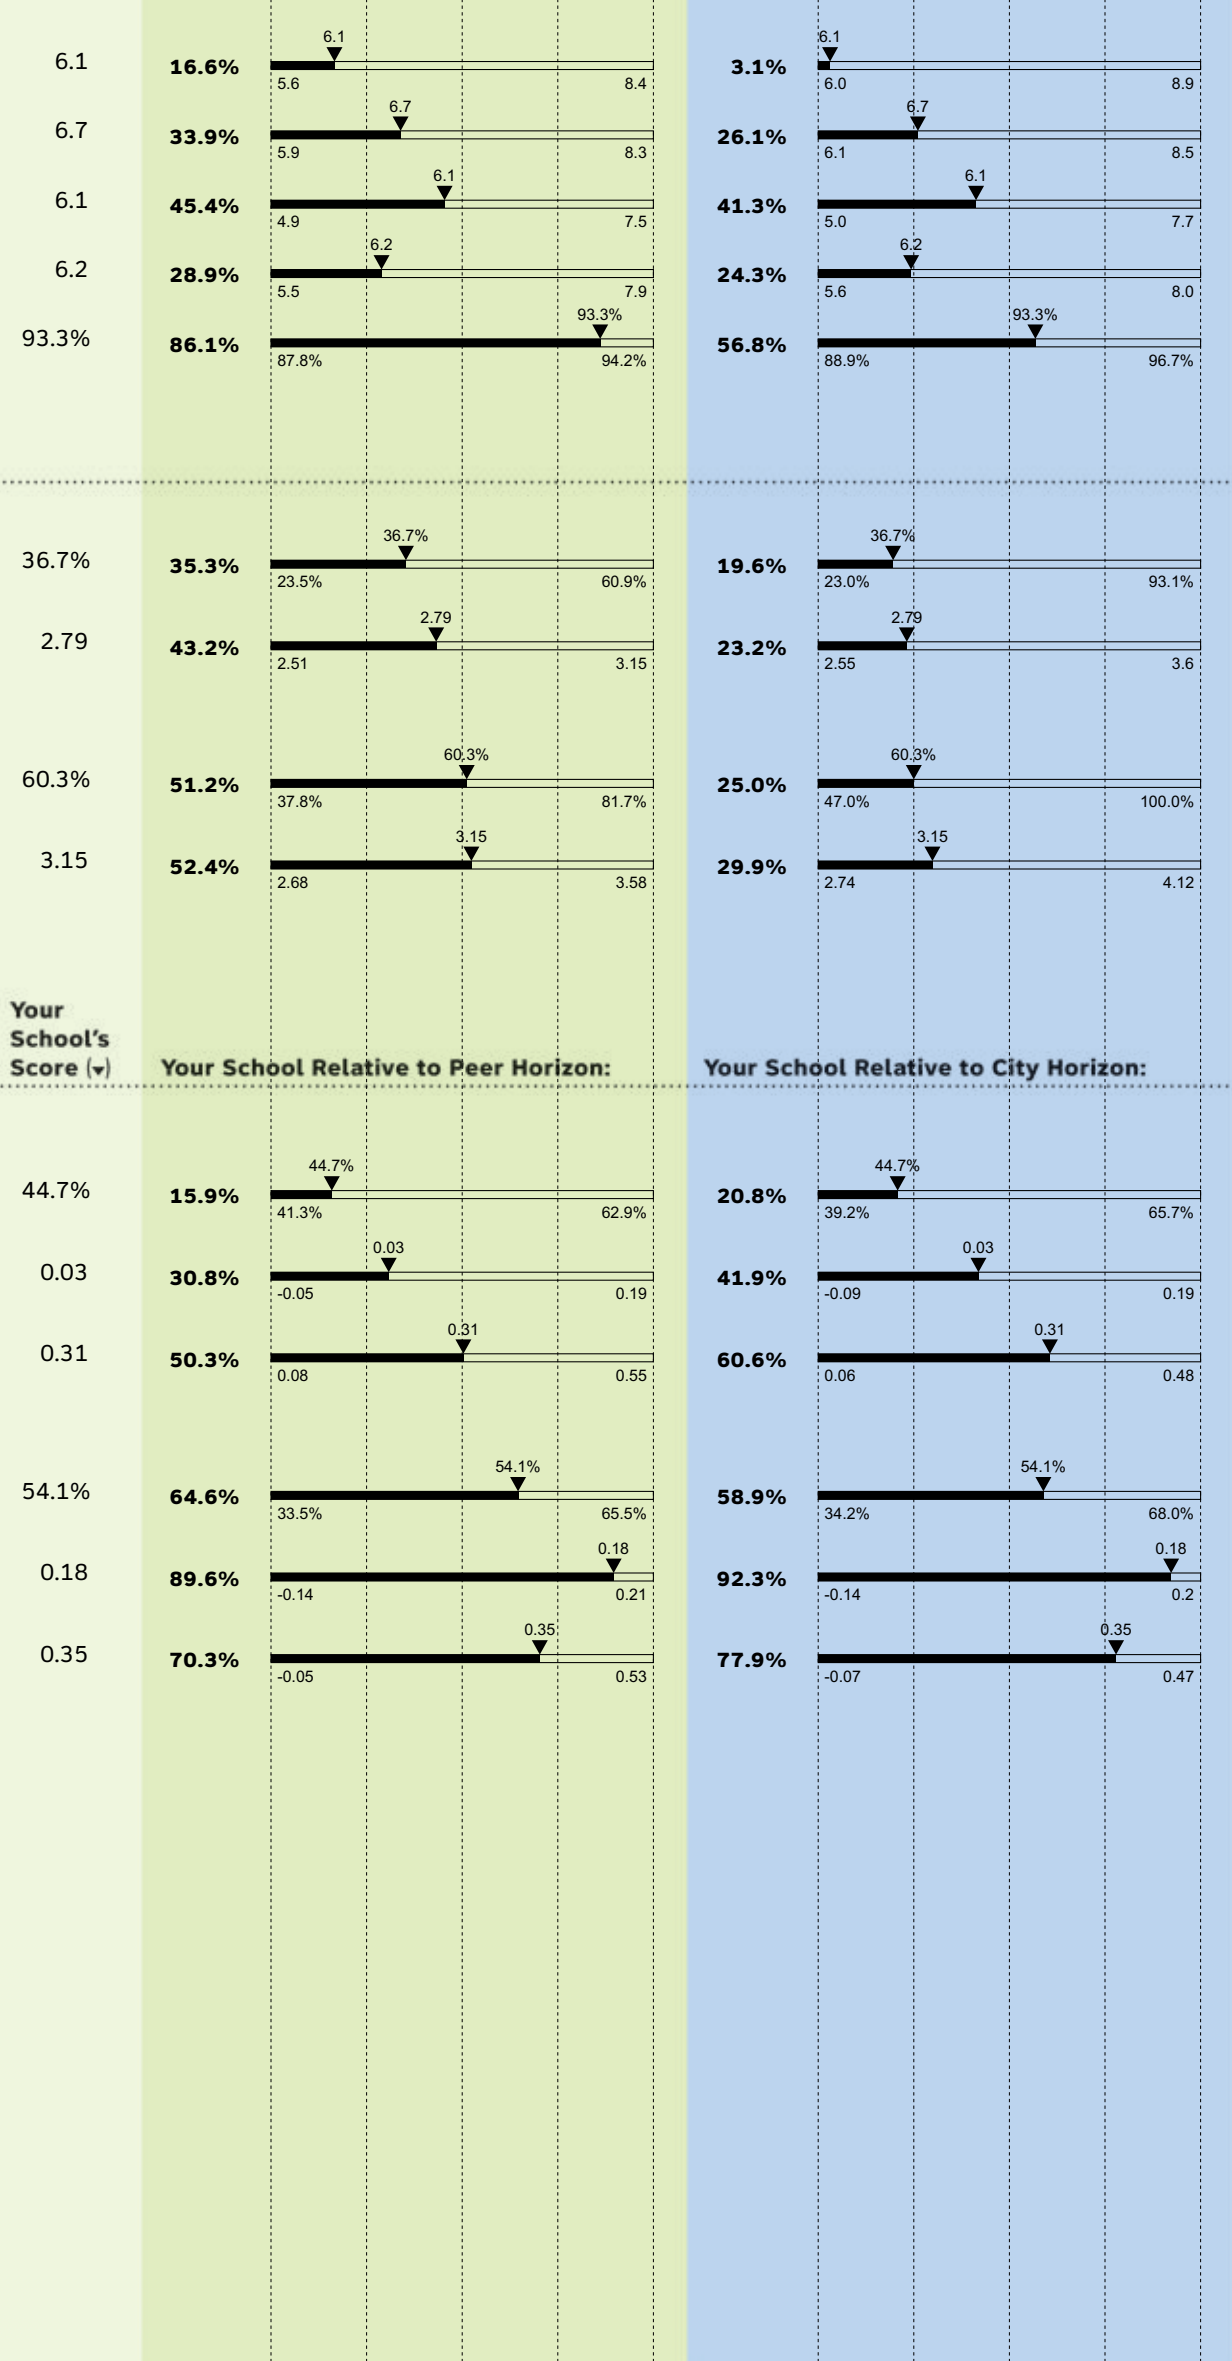 6.1 6.1
6.1 16.6% 3.1%
5.6 8.4 6.0 8.9
6.7 6.7
6.7 33.9% 26.1%
5.9 8.3 6.1 8.5
6.1 6.1
6.1 45.4% 41.3%
4.9 7.5 5.0 7.7
6.2 6.2
6.2 28.9% 24.3%
5.5 7.9 5.6 8.0
93.3% 93.3%
93.3% 86.1% 56.8%
87.8% 94.2% 88.9% 96.7%
36.7% 36.7%
36.7% 35.3% 19.6%
23.5% 60.9% 23.0% 93.1%
2.79 2.79
2.79 43.2% 23.2%
2.51 3.15 2.55 3.6
60.3% 60.3%
60.3% 51.2% 25.0%
37.8% 81.7% 47.0% 100.0%
3.15 3.15
3.15 52.4% 29.9%
2.68 3.58 2.74 4.12
Your
School's
Score (▾) Your School Relative to Peer Horizon: Your School Relative to City Horizon:
44.7% 44.7%
44.7% 15.9% 20.8%
41.3% 62.9% 39.2% 65.7%
0.03 0.03
0.03 30.8% 41.9%
-0.05 0.19 -0.09 0.19
0.31 0.31
0.31 50.3% 60.6%
0.08 0.55 0.06 0.48
54.1% 54.1%
54.1% 64.6% 58.9%
33.5% 65.5% 34.2% 68.0%
0.18 0.18
0.18 89.6% 92.3%
-0.14 0.21 -0.14 0.2
0.35 0.35
0.35 70.3% 77.9%
-0.05 0.53 -0.07 0.47